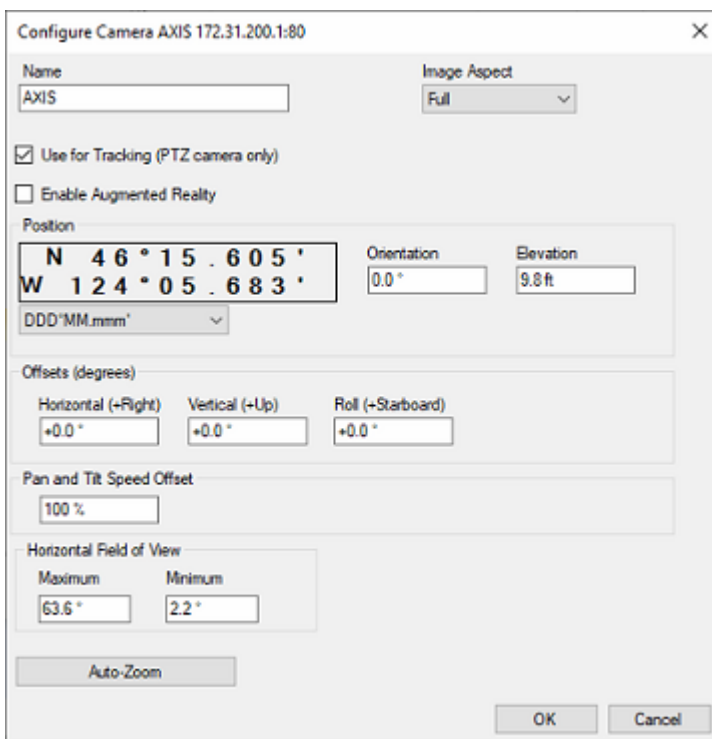 Configure Camera AXIS 172.31.200.1:80
Name
Image Aspect
AXIS
Full
Use for Tracking (PTZ camera only)
Enable Augmented Reality
Position
N 46°15.605'
W 124°05.683'
Orientation
Elevation
0.0 °
9.8 ft
DDD°MM.mmm'
Offsets (degrees)
Horizontal (+Right)
Vertical (+Up)
Roll (+Starboard)
+0.0 °
+0.0 °
+0.0 °
Pan and Tilt Speed Offset
100 %
Horizontal Field of View
Maximum
Minimum
63.6 °
2.2 °
Auto-Zoom
OK
Cancel